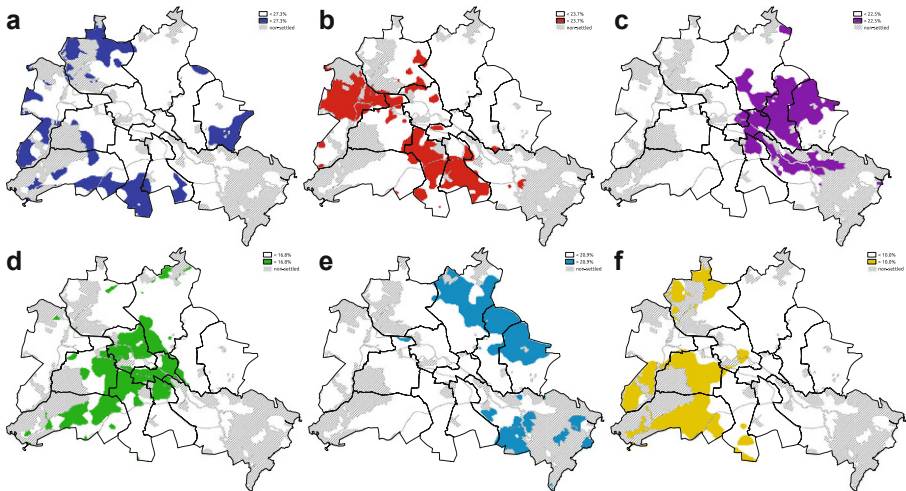 a
< 27.3%
> 27.3%
non-settled
b
< 23.7%
> 23.7%
non-settled
c
< 22.5%
> 22.5%
non-settled
d
< 16.8%
> 16.8%
non-settled
e
< 20.9%
> 20.9%
non-settled
f
< 10.0%
> 10.0%
non-settled